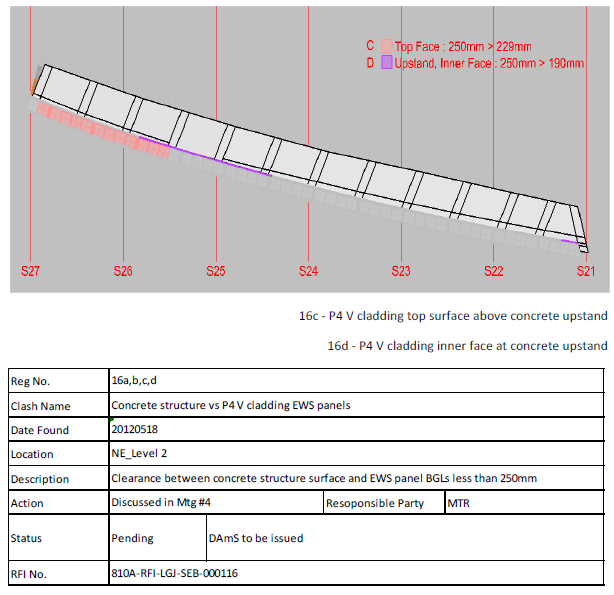 C Top Face : 250mm > 229mm
D Upstand, Inner Face : 250mm > 190mm
S27 S26 S25 S24 S23 S22 S21
16c - P4 V cladding top surface above concrete upstand
16d - P4 V cladding inner face at concrete upstand
Reg No. 16a,b,c,d
Clash Name Concrete structure vs P4 V cladding EWS panels
Date Found 20120518
Location NE_Level 2
Description Clearance between concrete structure surface and EWS panel BGLs less than 250mm
Action Discussed in Mtg #4 Resoponsible Party MTR
Status Pending DAmS to be issued
RFI No. 810A-RFI-LGJ-SEB-000116